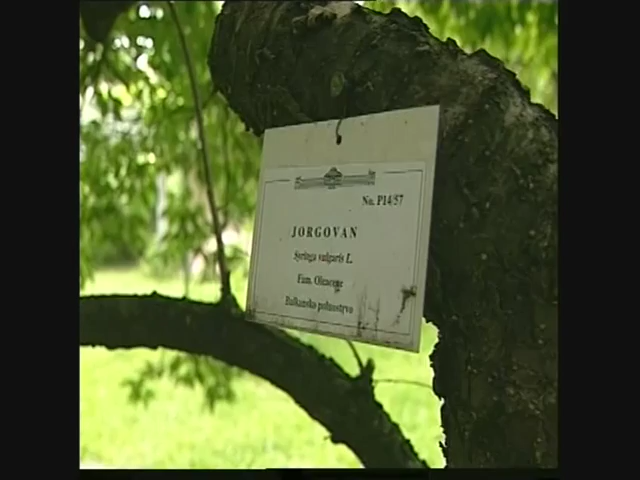 No. P14/57
JORGOVAN
Syringa vulgaris L.
Fam. Oleaceae
Balkansko poluostrvo